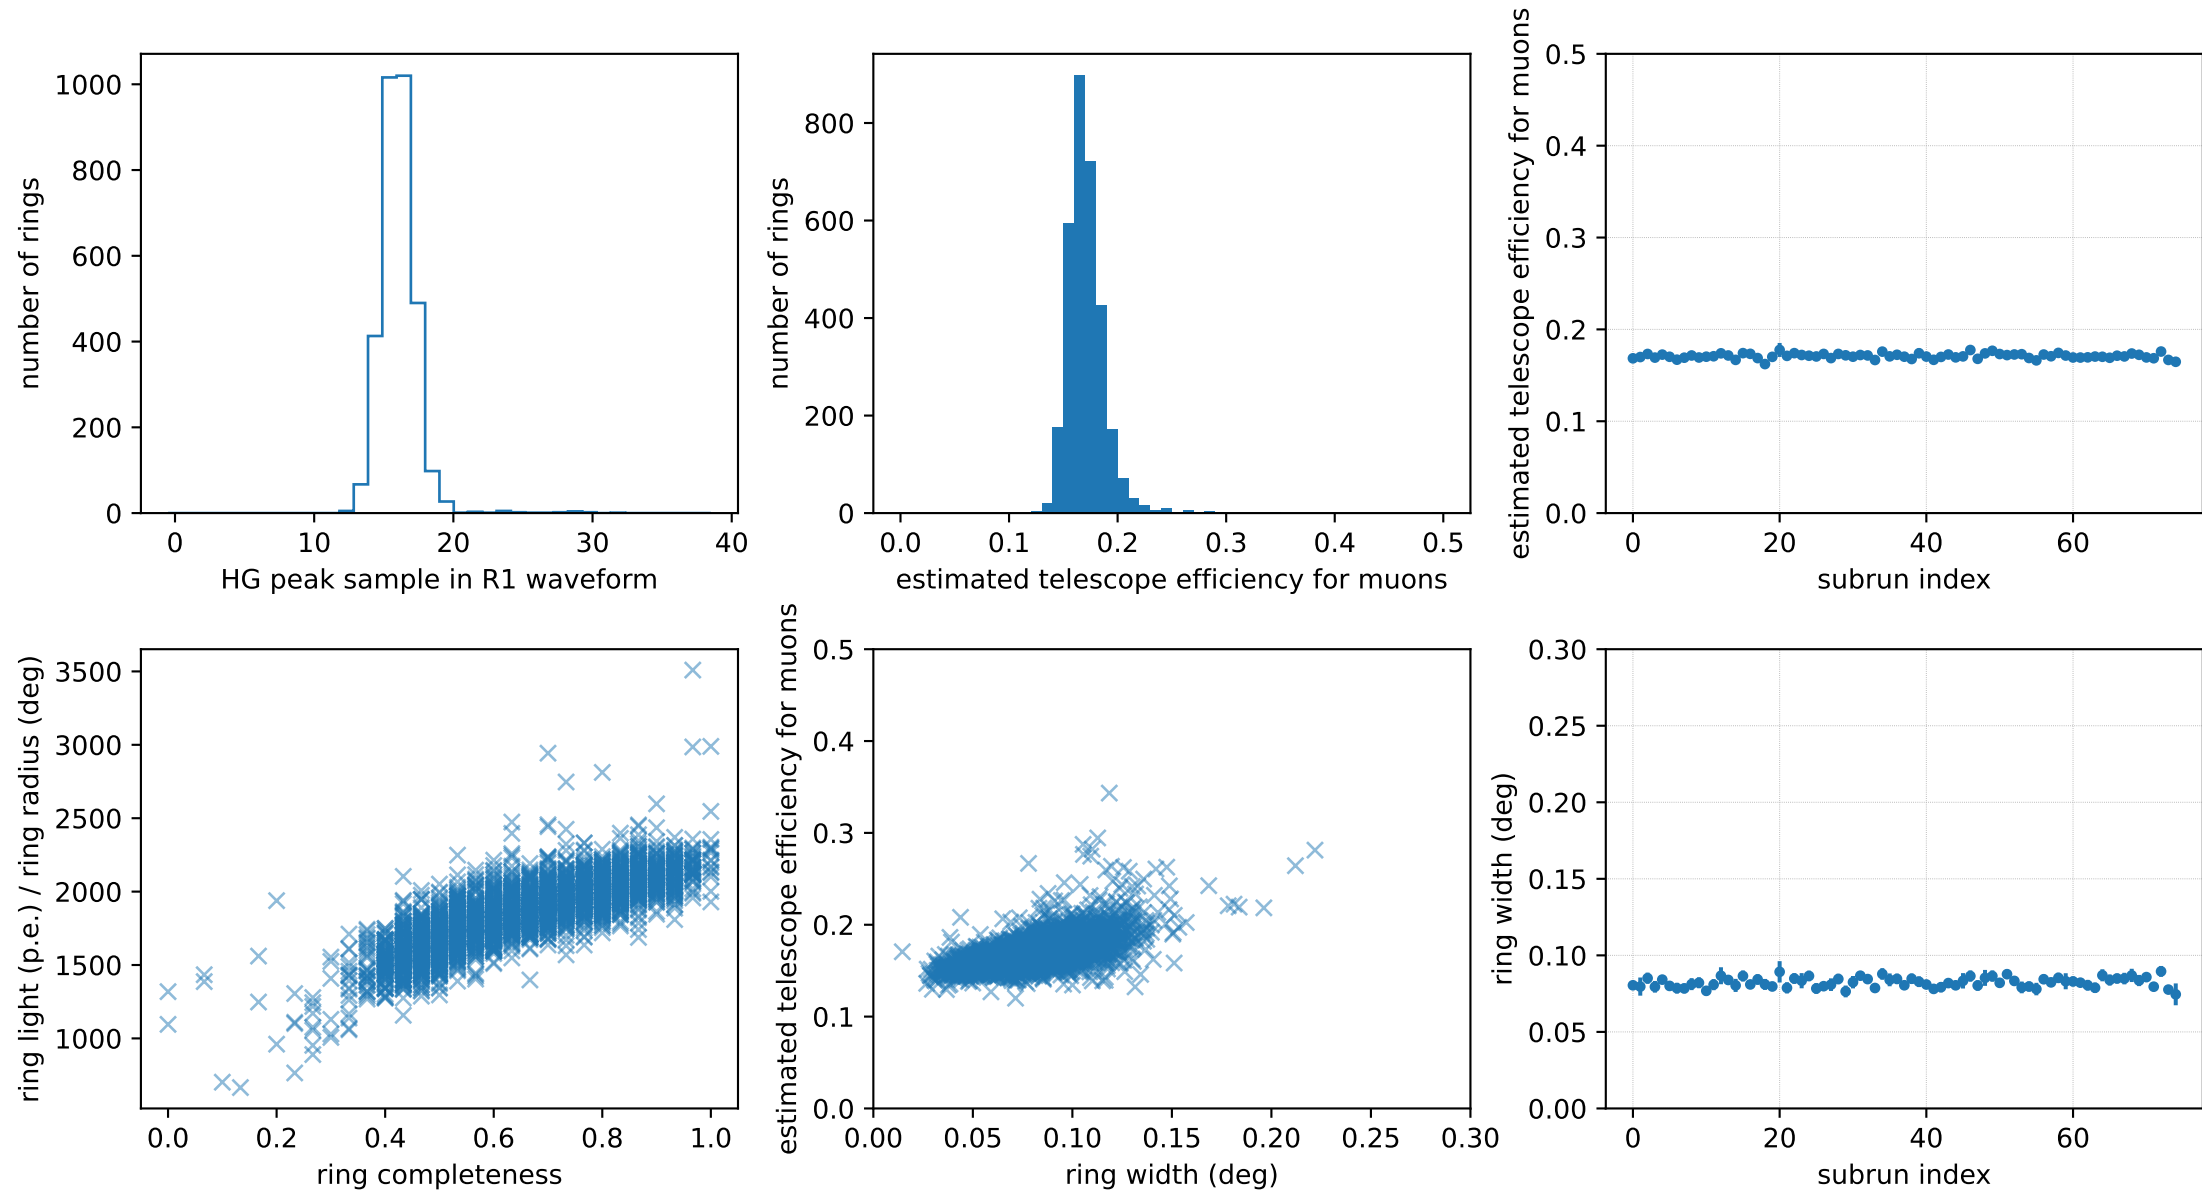 1000
800
600
400
200
0
number of rings
0 10 20 30 40
HG peak sample in R1 waveform
800
600
400
200
0
number of rings
0.0 0.1 0.2 0.3 0.4 0.5
estimated telescope efficiency for muons
0.5
0.4
0.3
0.2
0.1
0.0
estimated telescope efficiency for muons
0 20 40 60
subrun index
3500
3000
2500
2000
1500
1000
ring light (p.e.) / ring radius (deg)
0.0 0.2 0.4 0.6 0.8 1.0
ring completeness
0.5
0.4
0.3
0.2
0.1
0.0
estimated telescope efficiency for muons
0.00 0.05 0.10 0.15 0.20 0.25 0.30
ring width (deg)
0.30
0.25
0.20
0.15
0.10
0.05
0.00
ring width (deg)
0 20 40 60
subrun index